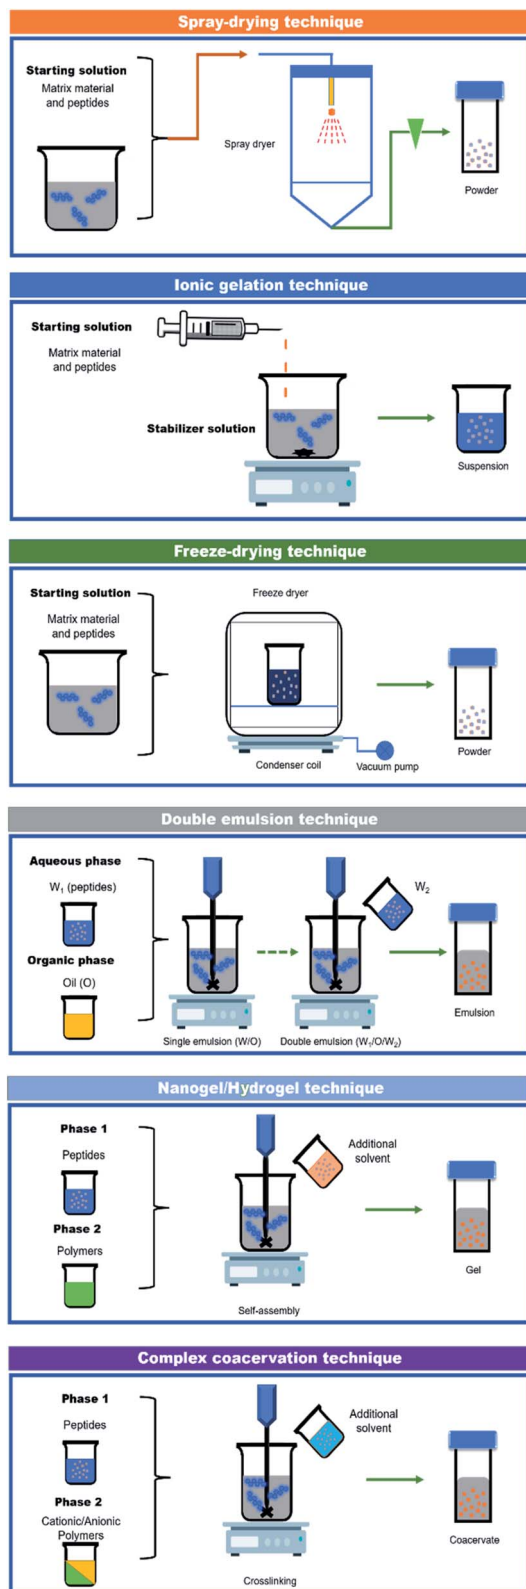 Spray-drying technique
Starting solution
Matrix material
and peptides
Spray dryer
Powder
Ionic gelation technique
Starting solution
Matrix material
and peptides
Stabilizer solution
Suspension
Freeze-drying technique
Starting solution
Matrix material
and peptides
Freeze dryer
Condenser coil
Vacuum pump
Powder
Double emulsion technique
Aqueous phase
W₁ (peptides)
Organic phase
Oil (O)
Single emulsion (W/O)
W₂
Double emulsion (W₁/O/W₂)
Emulsion
Nanogel/Hydrogel technique
Phase 1
Peptides
Phase 2
Polymers
Additional
solvent
Self-assembly
Gel
Complex coacervation technique
Phase 1
Peptides
Phase 2
Cationic/Anionic
Polymers
Additional
solvent
Crosslinking
Coacervate